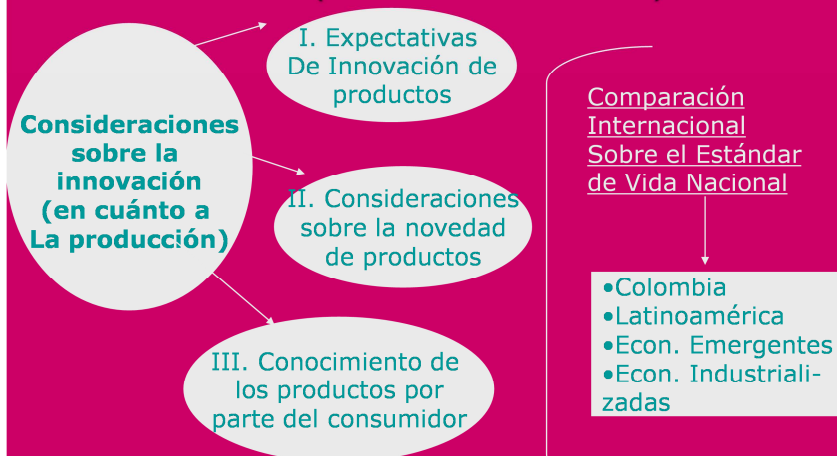 Consideraciones
sobre la
innovación
(en cuánto a
La producción)
I. Expectativas
De Innovación de
productos
II. Consideraciones
sobre la novedad
de productos
III. Conocimiento de
los productos por
parte del consumidor
Comparación
Internacional
Sobre el Estándar
de Vida Nacional
•Colombia
•Latinoamérica
•Econ. Emergentes
•Econ. Industriali-
zadas